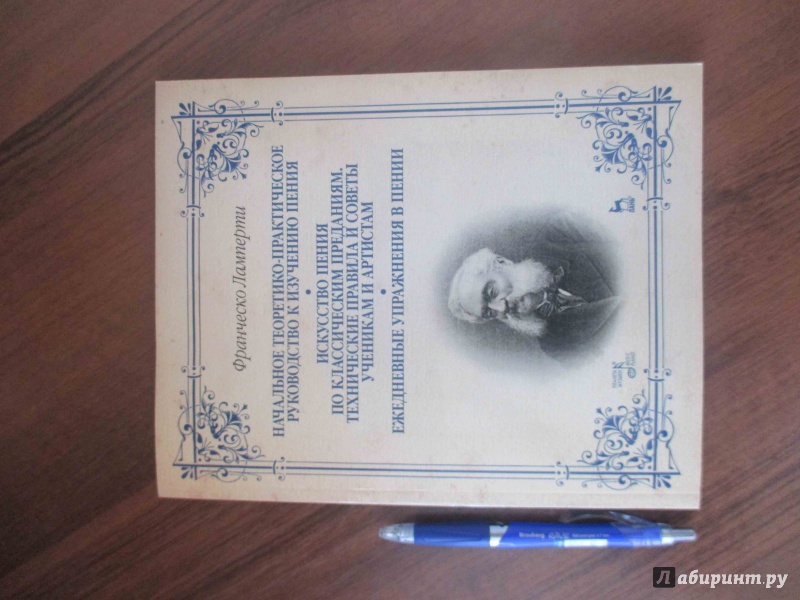 Франческо Ламперти
НАЧАЛЬНОЕ ТЕОРЕТИКО-ПРАКТИЧЕСКОЕ
РУКОВОДСТВО К ИЗУЧЕНИЮ ПЕНИЯ
•
ИСКУССТВО ПЕНИЯ
ПО КЛАССИЧЕСКИМ ПРЕДАНИЯМ.
ТЕХНИЧЕСКИЕ ПРАВИЛА И СОВЕТЫ
УЧЕНИКАМ И АРТИСТАМ
•
ЕЖЕДНЕВНЫЕ УПРАЖНЕНИЯ В ПЕНИИ
Лабиринт.ру